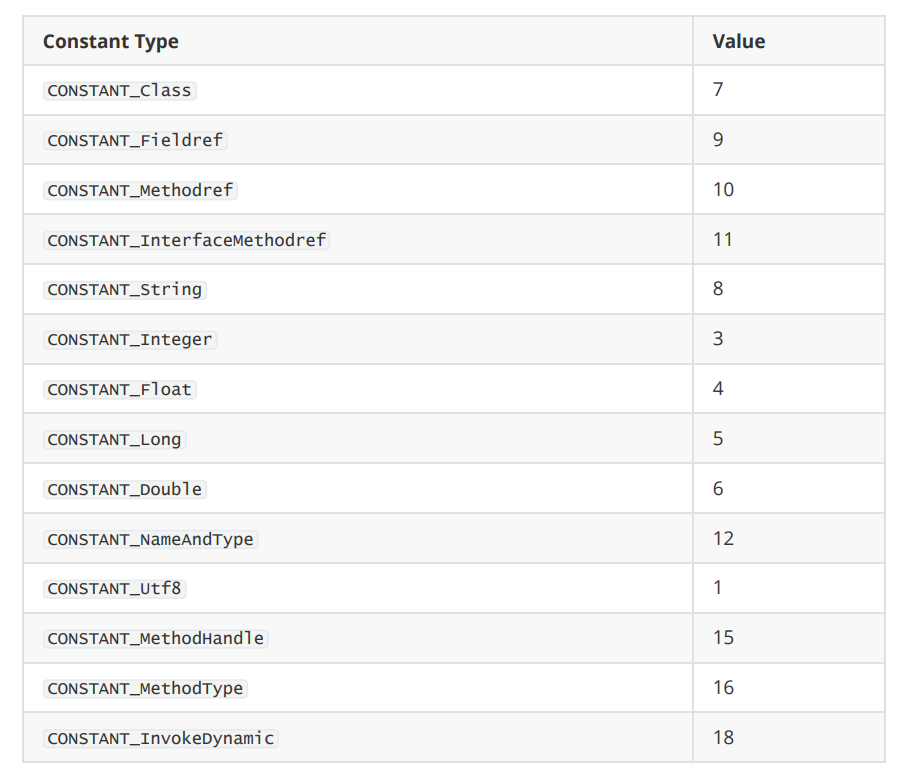 Constant Type Value
CONSTANT_Class 7
CONSTANT_Fieldref 9
CONSTANT_Methodref 10
CONSTANT_InterfaceMethodref 11
CONSTANT_String 8
CONSTANT_Integer 3
CONSTANT_Float 4
CONSTANT_Long 5
CONSTANT_Double 6
CONSTANT_NameAndType 12
CONSTANT_Utf8 1
CONSTANT_MethodHandle 15
CONSTANT_MethodType 16
CONSTANT_InvokeDynamic 18